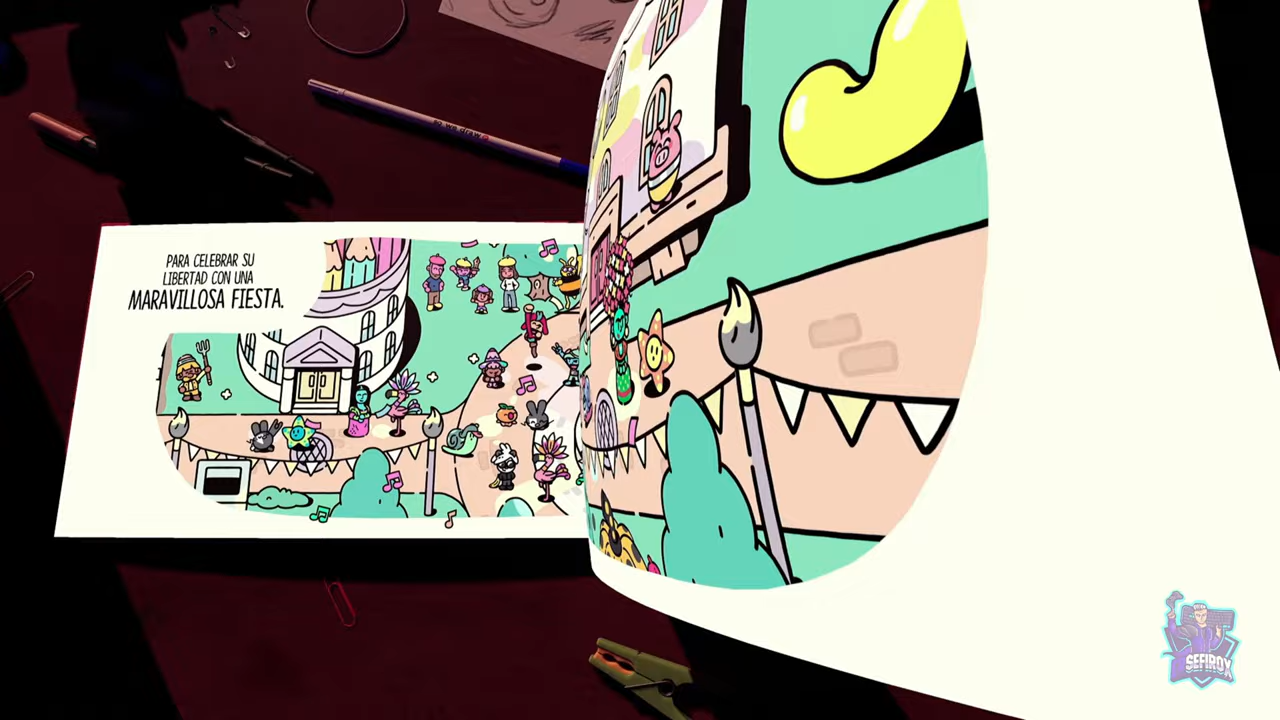 PARA CELEBRAR SU
LIBERTAD CON UNA
MARAVILLOSA FIESTA.
SEFIROX